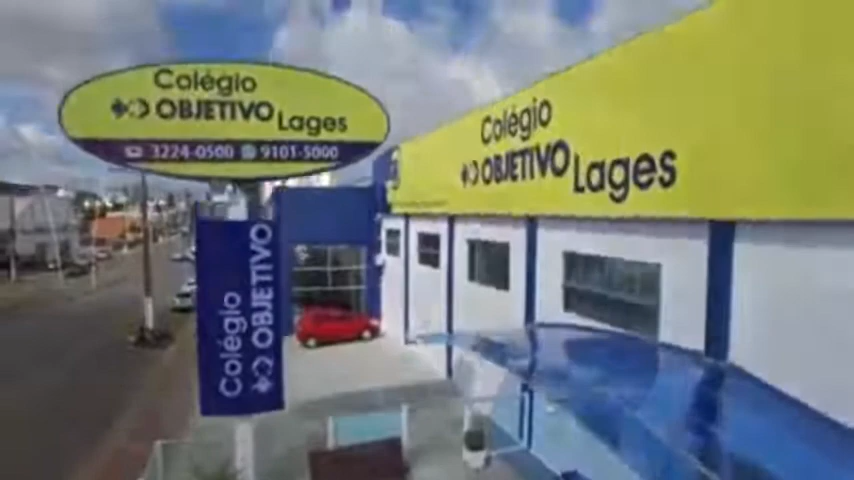 Colégio
OBJETIVO
Lages
3224-0500 9101-5000
Colégio
OBJETIVO
Lages
Colégio
OBJETIVO